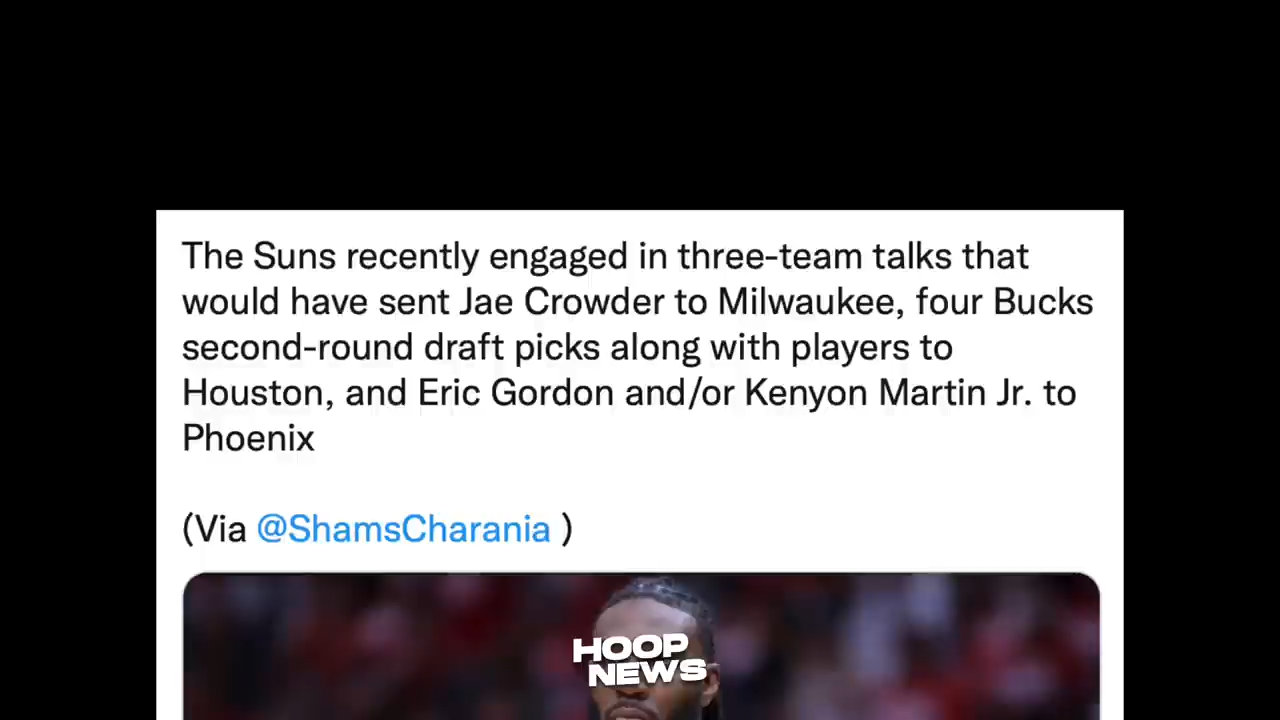 The Suns recently engaged in three-team talks that
would have sent Jae Crowder to Milwaukee, four Bucks
second-round draft picks along with players to
Houston, and Eric Gordon and/or Kenyon Martin Jr. to
Phoenix
(Via @ShamsCharania )
HOOP
NEWS